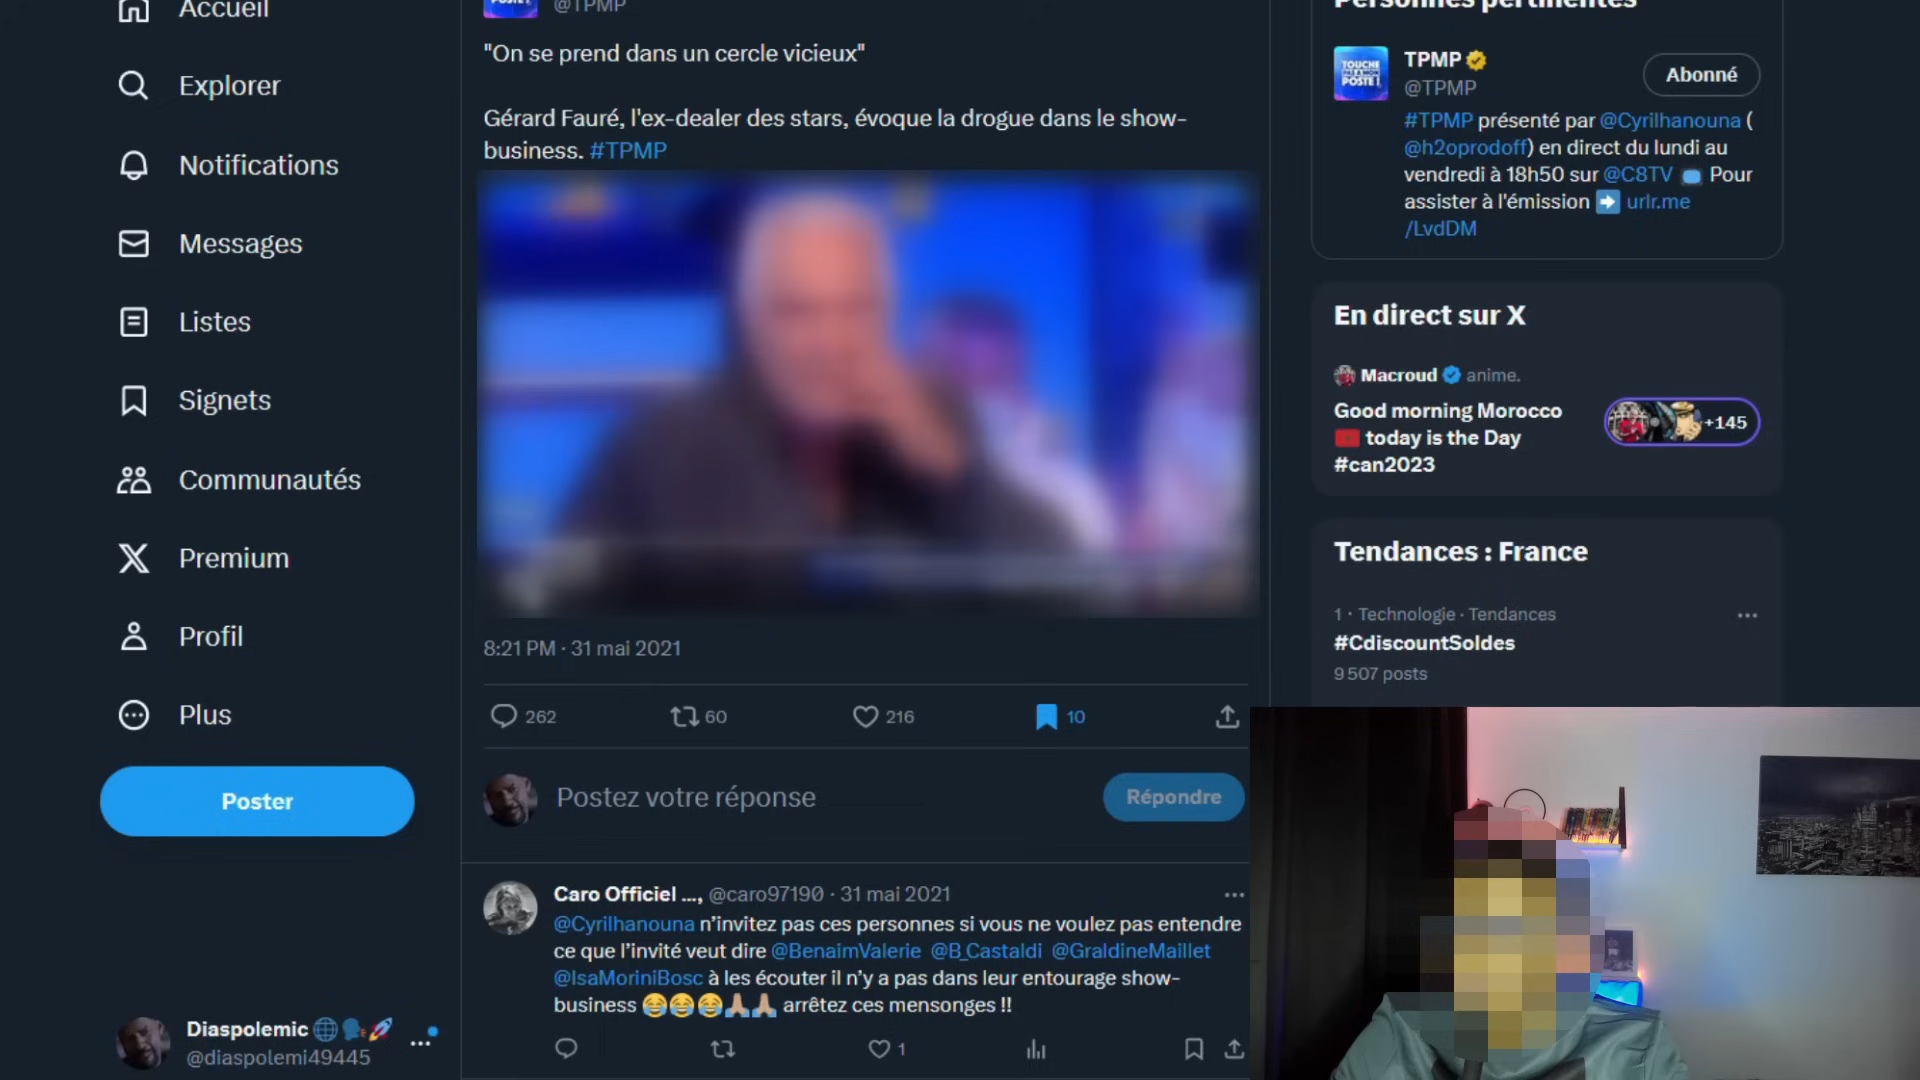 Accueil
Explorer
Notifications
Messages
Listes
Signets
Communautés
Premium
Profil
Plus
Poster
Diaspolemic
@diaspolemi49445
@TPMP
"On se prend dans un cercle vicieux"
Gérard Fauré, l'ex-dealer des stars, évoque la drogue dans le show-
business. #TPMP
8:21 PM · 31 mai 2021
262
60
216
10
Postez votre réponse
Répondre
Caro Officiel ..., @caro97190 · 31 mai 2021
@Cyrilhanouna n’invitez pas ces personnes si vous ne voulez pas entendre
ce que l’invité veut dire @BenaimValerie @B_Castaldi @GraldineMaillet
@IsaMoriniBosc à les écouter il n’y a pas dans leur entourage show-
business 😂😂😂🙏🏼🙏🏼 arrêtez ces mensonges !!
1
Personnes pertinentes
TOUCHE
PAS À MON
POSTE !
TPMP
@TPMP
Abonné
#TPMP présenté par @Cyrilhanouna (
@h2oprodoff) en direct du lundi au
vendredi à 18h50 sur @C8TV Pour
assister à l'émission ➡️ urlr.me
/LvdDM
En direct sur X
Macroud anime.
Good morning Morocco
🇲🇦 today is the Day
#can2023
+145
Tendances : France
1 · Technologie · Tendances
#CdiscountSoldes
9 507 posts